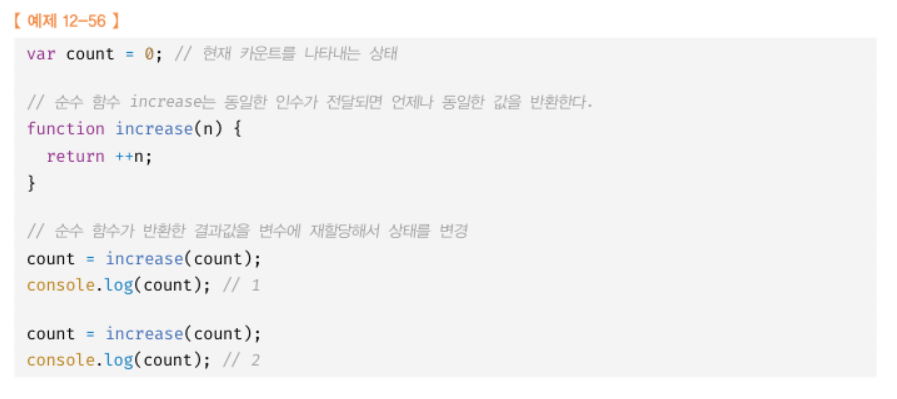 【 예제 12-56 】
var count = 0; // 현재 카운트를 나타내는 상태
// 순수 함수 increase는 동일한 인수가 전달되면 언제나 동일한 값을 반환한다.
function increase(n) {
  return ++n;
}
// 순수 함수가 반환한 결과값을 변수에 재할당해서 상태를 변경
count = increase(count);
console.log(count); // 1
count = increase(count);
console.log(count); // 2